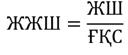 ЖЖШ = ЖШ / ҒҚС